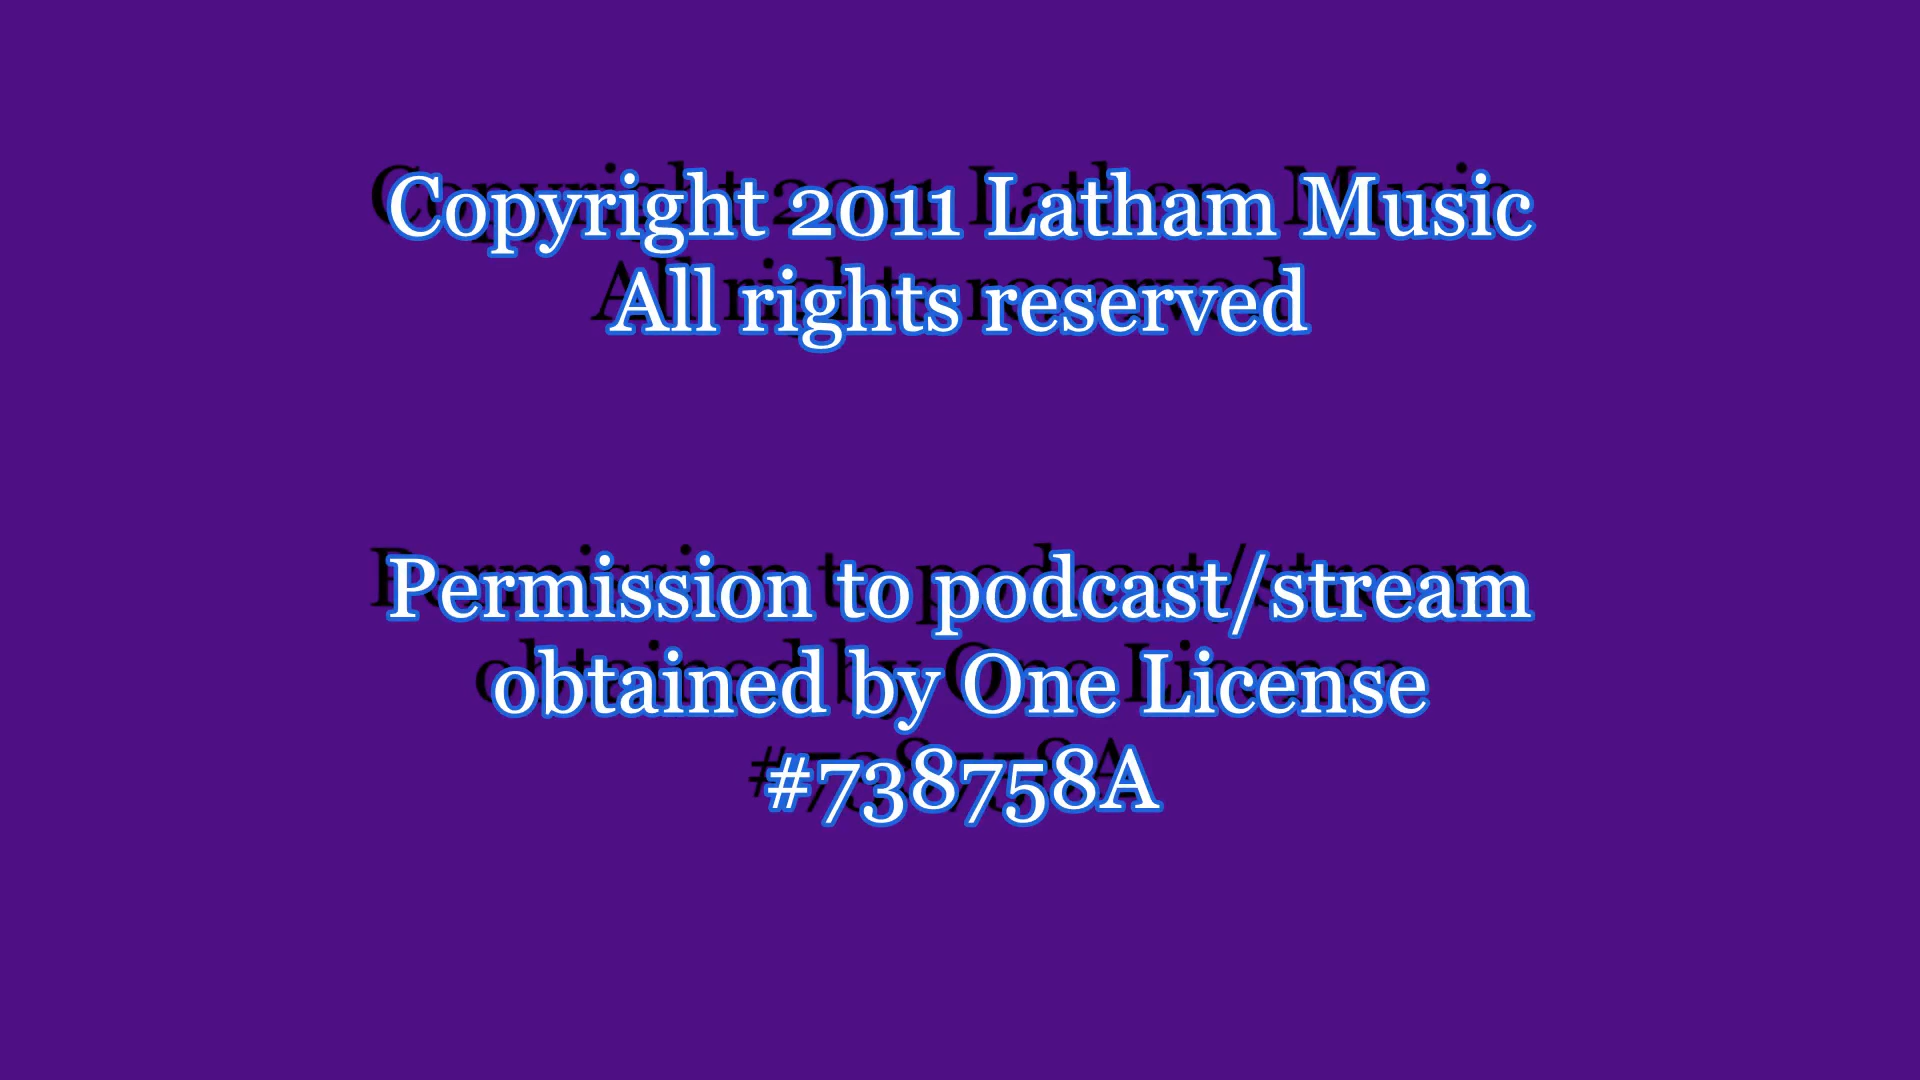 Copyright 2011 Latham Music
All rights reserved
Permission to podcast/stream
obtained by One License
#738758A